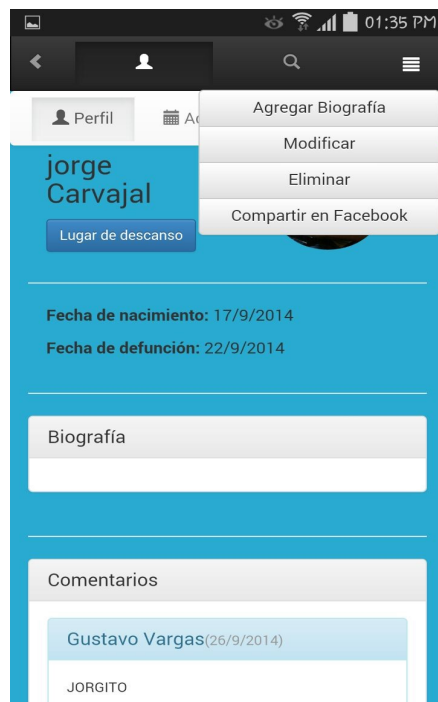 01:35 PM
Perfil
Agregar Biografía
Modificar
Eliminar
Compartir en Facebook
jorge
Carvajal
Lugar de descanso
Fecha de nacimiento: 17/9/2014
Fecha de defunción: 22/9/2014
Biografía
Comentarios
Gustavo Vargas(26/9/2014)
JORGITO